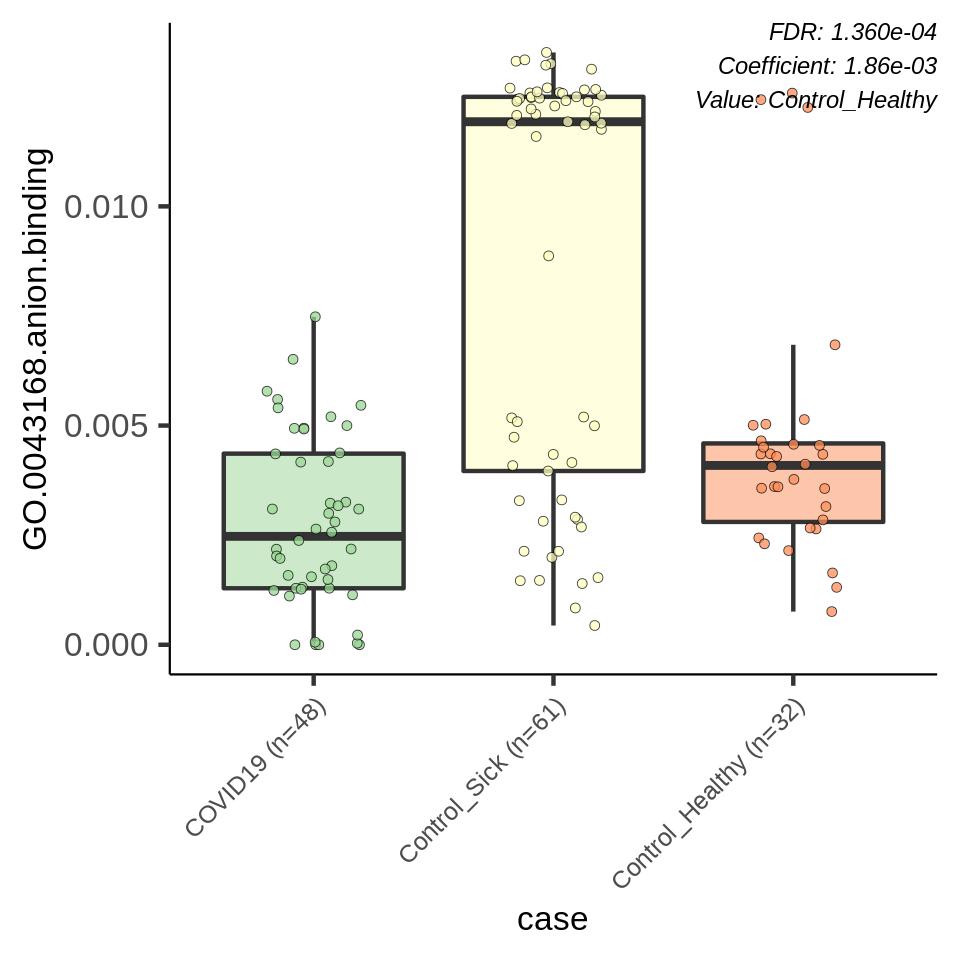 FDR: 1.360e-04
Coefficient: 1.86e-03
Value: Control_Healthy
GO.0043168.anion.binding
0.010
0.005
0.000
COVID19 (n=48)
Control_Sick (n=61)
Control_Healthy (n=32)
case